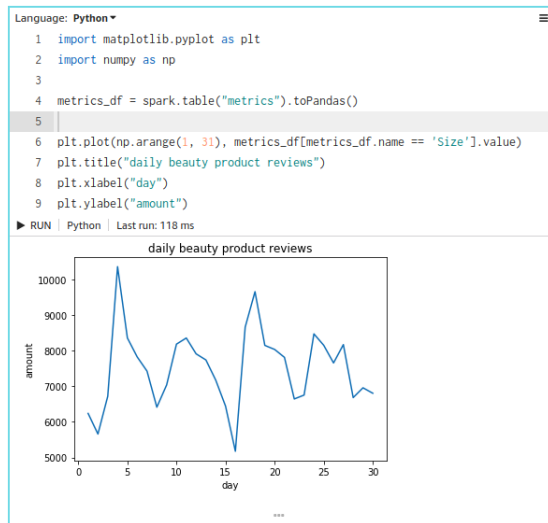 Language: Python
1 import matplotlib.pyplot as plt
2 import numpy as np
3
4 metrics_df = spark.table("metrics").toPandas()
5
6 plt.plot(np.arange(1, 31), metrics_df[metrics_df.name == 'Size'].value)
7 plt.title("daily beauty product reviews")
8 plt.xlabel("day")
9 plt.ylabel("amount")
RUN Python Last run: 118 ms
daily beauty product reviews
10000
9000
8000
7000
6000
5000
amount
0 5 10 15 20 25 30
day